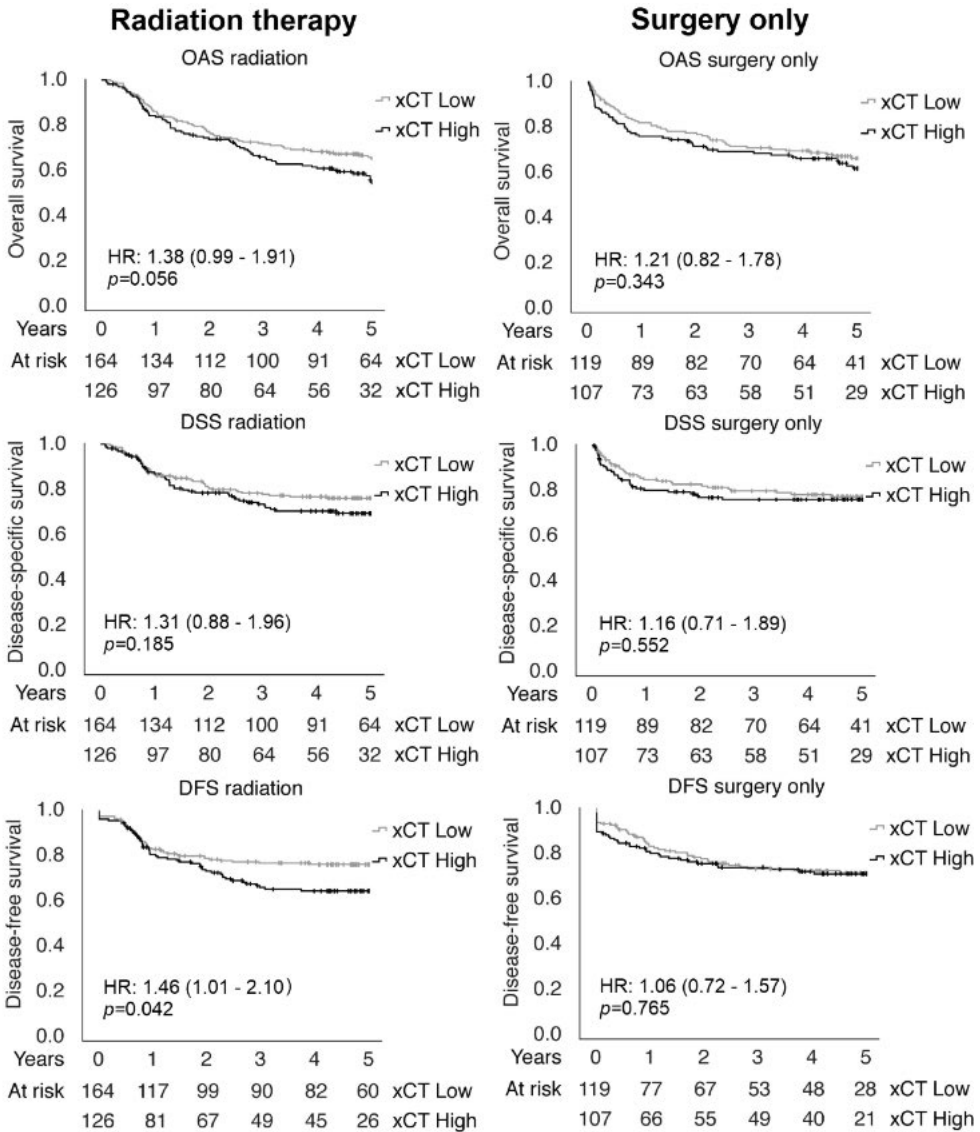 Radiation therapy
Surgery only
OAS radiation
1.0
0.8
0.6
0.4
0.2
0.0
Overall survival
xCT Low
xCT High
HR: 1.38 (0.99 - 1.91)
p=0.056
Years 0 1 2 3 4 5
At risk 164 134 112 100 91 64 xCT Low
126 97 80 64 56 32 xCT High
OAS surgery only
1.0
0.8
0.6
0.4
0.2
0.0
Overall survival
xCT Low
xCT High
HR: 1.21 (0.82 - 1.78)
p=0.343
0 1 2 3 4 5
119 89 82 70 64 41 xCT Low
107 73 63 58 51 29 xCT High
DSS radiation
1.0
0.8
0.6
0.4
0.2
0.0
Disease-specific survival
xCT Low
xCT High
HR: 1.31 (0.88 - 1.96)
p=0.185
Years 0 1 2 3 4 5
At risk 164 134 112 100 91 64 xCT Low
126 97 80 64 56 32 xCT High
DSS surgery only
1.0
0.8
0.6
0.4
0.2
0.0
Disease-specific survival
xCT Low
xCT High
HR: 1.16 (0.71 - 1.89)
p=0.552
0 1 2 3 4 5
119 89 82 70 64 41 xCT Low
107 73 63 58 51 29 xCT High
DFS radiation
1.0
0.8
0.6
0.4
0.2
0.0
Disease-free survival
xCT Low
xCT High
HR: 1.46 (1.01 - 2.10)
p=0.042
Years 0 1 2 3 4 5
At risk 164 117 99 90 82 60 xCT Low
126 81 67 49 45 26 xCT High
DFS surgery only
1.0
0.8
0.6
0.4
0.2
0.0
Disease-free survival
xCT Low
xCT High
HR: 1.06 (0.72 - 1.57)
p=0.765
0 1 2 3 4 5
119 77 67 53 48 28 xCT Low
107 66 55 49 40 21 xCT High